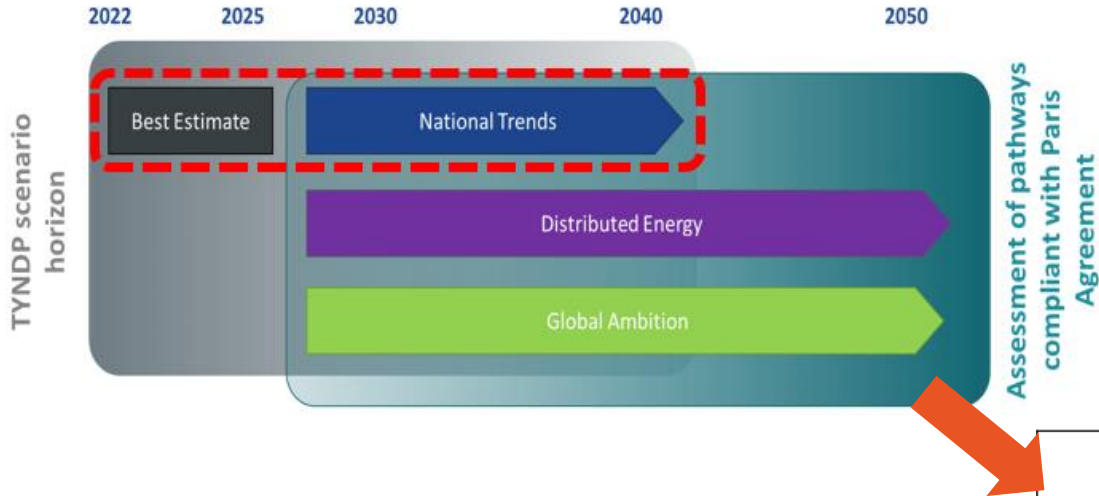 2022 2025 2030 2040 2050
TYNDP scenario
horizon
Best Estimate
National Trends
Distributed Energy
Global Ambition
Assessment of pathways
compliant with Paris
Agreement